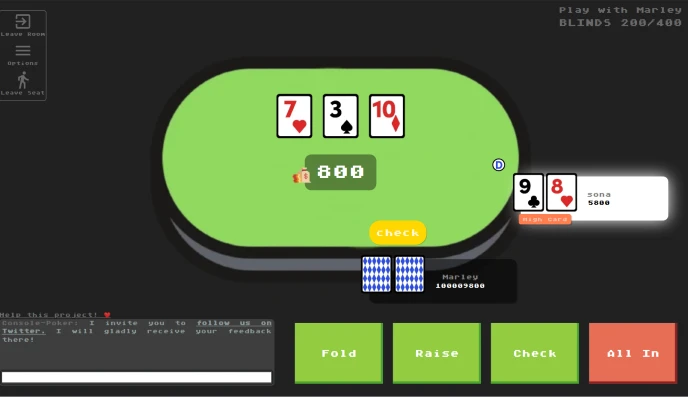 Play with Marley
BLINDS 200/400
Leave Room
Options
Leave Seat
7 3 10
800
D
9 8
sona
5800
High Card
check
Marley
100009800
Help this project!
Console-Poker: I invite you to follow us on
Twitter. I will gladly receive your feedback
there!
Fold
Raise
Check
All In